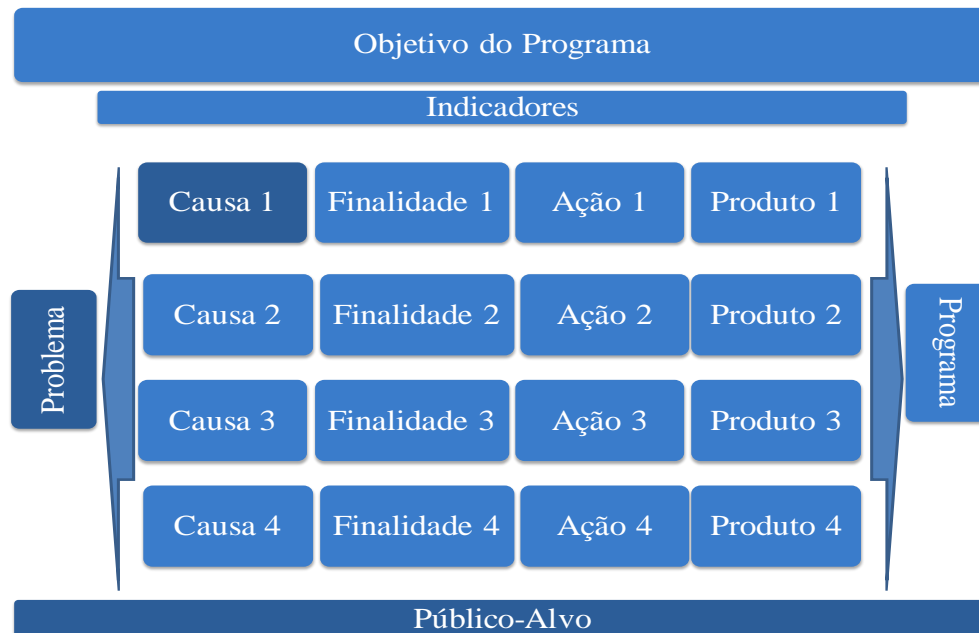 Objetivo do Programa
Indicadores
Causa 1 Finalidade 1 Ação 1 Produto 1
Causa 2 Finalidade 2 Ação 2 Produto 2
Problema
Programa
Causa 3 Finalidade 3 Ação 3 Produto 3
Causa 4 Finalidade 4 Ação 4 Produto 4
Público-Alvo